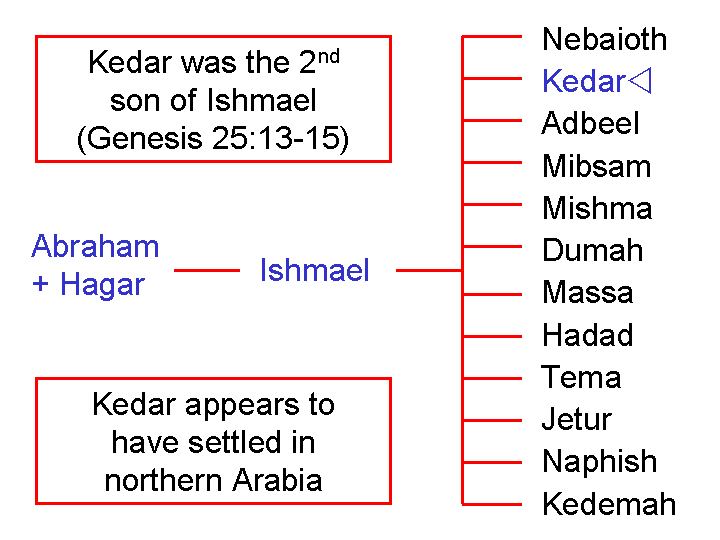 Kedar was the 2nd
son of Ishmael
(Genesis 25:13-15)
Abraham
+ Hagar
Ishmael
Kedar appears to
have settled in
northern Arabia
Nebaioth
Kedar
Adbeel
Mibsam
Mishma
Dumah
Massa
Hadad
Tema
Jetur
Naphish
Kedemah